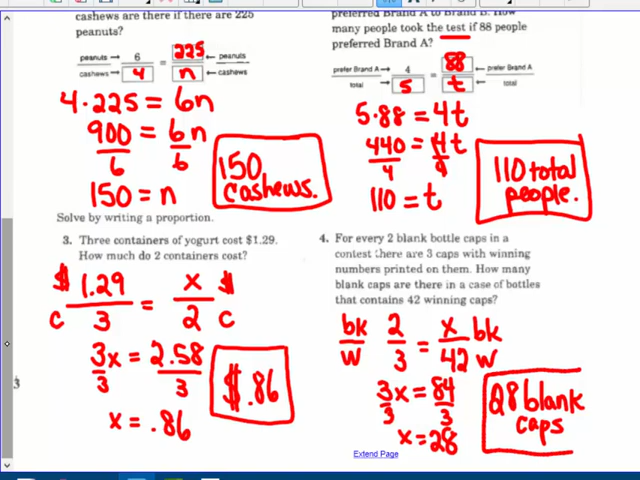 cashews are there if there are 225
peanuts?
peanuts → 6 = 225 ← peanuts
cashews → 4 n ← cashews
4 · 225 = 6n
900 = 6n
6 6
150 = n
150
cashews.
preferred Brand A to Brand B. How
many people took the test if 88 people
preferred Brand A?
prefer Brand A → 4 = 88 ← prefer Brand A
total → 5 t ← total
5 · 88 = 4t
440 = 4t
4 4
110 = t
110 total
people.
Solve by writing a proportion.
3. Three containers of yogurt cost $1.29.
How much do 2 containers cost?
$ 1.29 = x $
c 3 2 c
3x = 2.58
3 3
x = .86
$.86
4. For every 2 blank bottle caps in a
contest there are 3 caps with winning
numbers printed on them. How many
blank caps are there in a case of bottles
that contains 42 winning caps?
bk 2 = x bk
w 3 42 w
3x = 84
3 3
x = 28
28 blank
caps
3
Extend Page